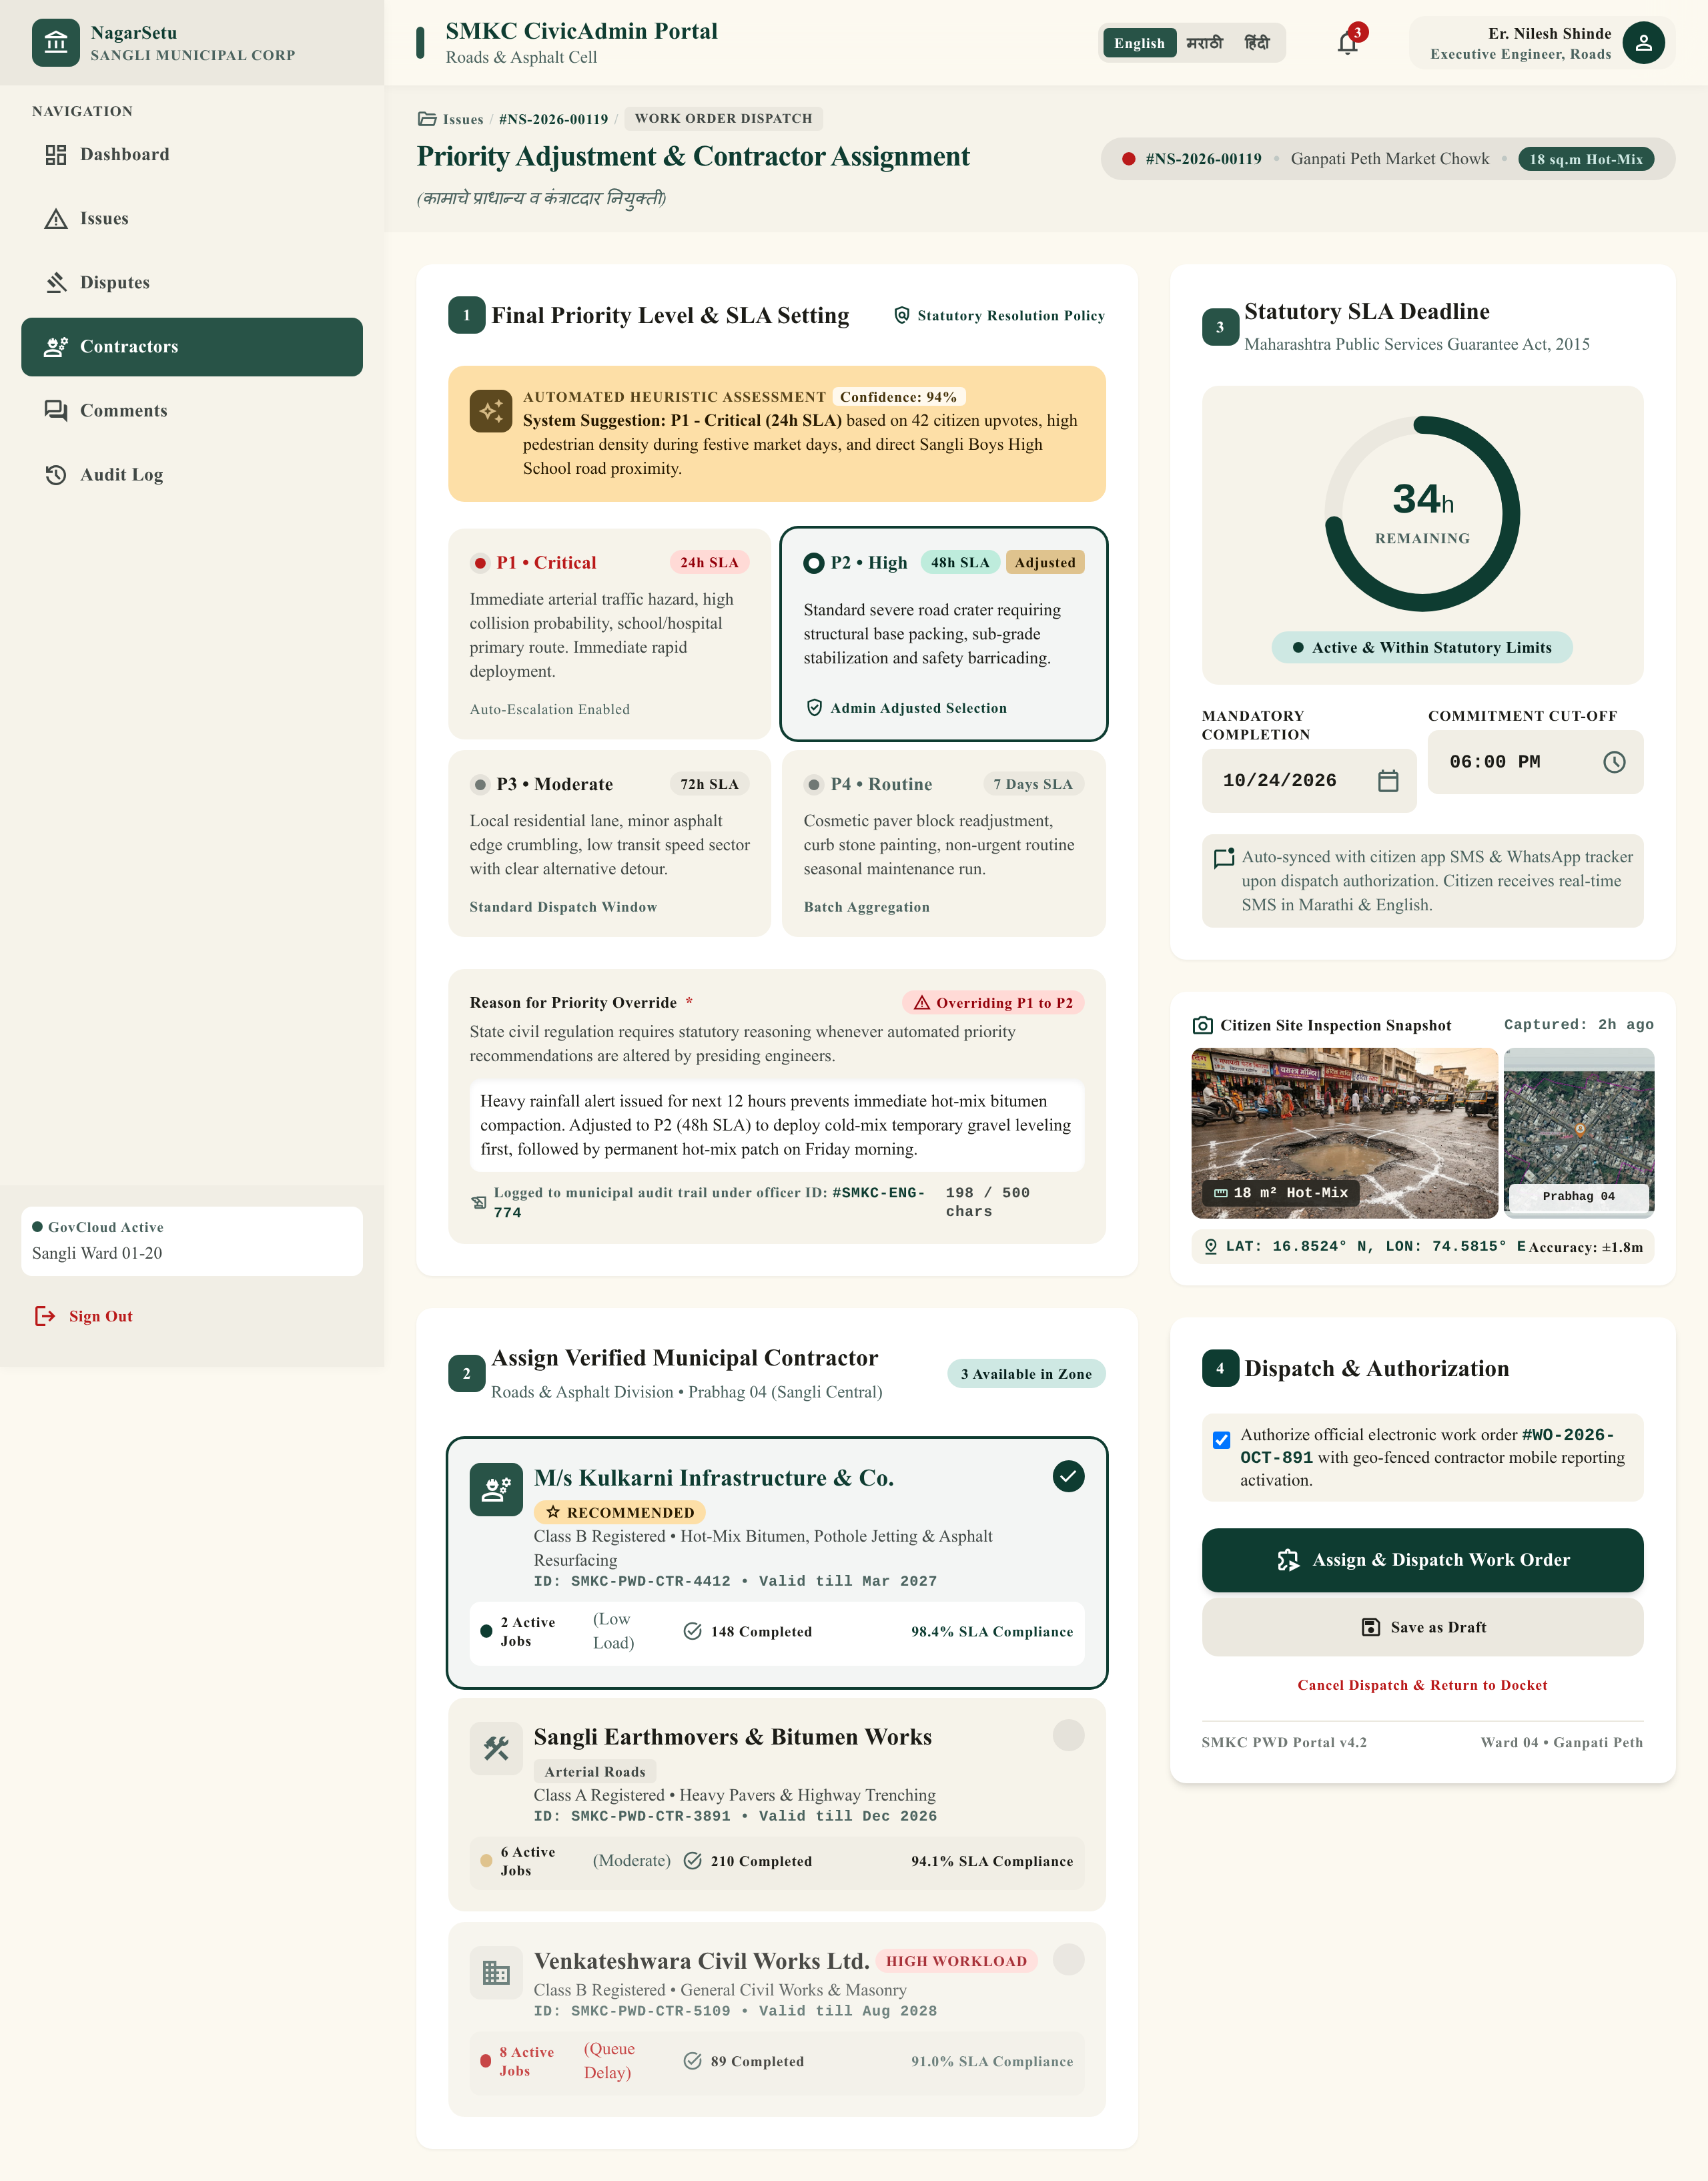 NagarSetu
SANGLI MUNICIPAL CORP
NAVIGATION
Dashboard
Issues
Disputes
Contractors
Comments
Audit Log
GovCloud Active
Sangli Ward 01-20
Sign Out
SMKC CivicAdmin Portal
Roads & Asphalt Cell
English मराठी हिंदी
3
Er. Nilesh Shinde
Executive Engineer, Roads
Issues / #NS-2026-00119 / WORK ORDER DISPATCH
Priority Adjustment & Contractor Assignment
(कामाचे प्राधान्य व कंत्राटदार नियुक्ती)
#NS-2026-00119 • Ganpati Peth Market Chowk • 18 sq.m Hot-Mix
1 Final Priority Level & SLA Setting
Statutory Resolution Policy
AUTOMATED HEURISTIC ASSESSMENT Confidence: 94%
System Suggestion: P1 - Critical (24h SLA) based on 42 citizen upvotes, high
pedestrian density during festive market days, and direct Sangli Boys High
School road proximity.
P1 • Critical 24h SLA
Immediate arterial traffic hazard, high
collision probability, school/hospital
primary route. Immediate rapid
deployment.
Auto-Escalation Enabled
P2 • High 48h SLA Adjusted
Standard severe road crater requiring
structural base packing, sub-grade
stabilization and safety barricading.
Admin Adjusted Selection
P3 • Moderate 72h SLA
Local residential lane, minor asphalt
edge crumbling, low transit speed sector
with clear alternative detour.
Standard Dispatch Window
P4 • Routine 7 Days SLA
Cosmetic paver block readjustment,
curb stone painting, non-urgent routine
seasonal maintenance run.
Batch Aggregation
Reason for Priority Override *
Overriding P1 to P2
State civil regulation requires statutory reasoning whenever automated priority
recommendations are altered by presiding engineers.
Heavy rainfall alert issued for next 12 hours prevents immediate hot-mix bitumen
compaction. Adjusted to P2 (48h SLA) to deploy cold-mix temporary gravel leveling
first, followed by permanent hot-mix patch on Friday morning.
Logged to municipal audit trail under officer ID: #SMKC-ENG-
774
198 / 500
chars
2 Assign Verified Municipal Contractor
Roads & Asphalt Division • Prabhag 04 (Sangli Central)
3 Available in Zone
M/s Kulkarni Infrastructure & Co.
RECOMMENDED
Class B Registered • Hot-Mix Bitumen, Pothole Jetting & Asphalt
Resurfacing
ID: SMKC-PWD-CTR-4412 • Valid till Mar 2027
2 Active
Jobs
(Low
Load)
148 Completed
98.4% SLA Compliance
Sangli Earthmovers & Bitumen Works
Arterial Roads
Class A Registered • Heavy Pavers & Highway Trenching
ID: SMKC-PWD-CTR-3891 • Valid till Dec 2026
6 Active
Jobs
(Moderate)
210 Completed
94.1% SLA Compliance
Venkateshwara Civil Works Ltd. HIGH WORKLOAD
Class B Registered • General Civil Works & Masonry
ID: SMKC-PWD-CTR-5109 • Valid till Aug 2028
8 Active
Jobs
(Queue
Delay)
89 Completed
91.0% SLA Compliance
3 Statutory SLA Deadline
Maharashtra Public Services Guarantee Act, 2015
34h
REMAINING
Active & Within Statutory Limits
MANDATORY
COMPLETION
10/24/2026
COMMITMENT CUT-OFF
06:00 PM
Auto-synced with citizen app SMS & WhatsApp tracker
upon dispatch authorization. Citizen receives real-time
SMS in Marathi & English.
Citizen Site Inspection Snapshot
Captured: 2h ago
18 m² Hot-Mix
Prabhag 04
LAT: 16.8524° N, LON: 74.5815° E
Accuracy: ±1.8m
4 Dispatch & Authorization
Authorize official electronic work order #WO-2026-
OCT-891 with geo-fenced contractor mobile reporting
activation.
Assign & Dispatch Work Order
Save as Draft
Cancel Dispatch & Return to Docket
SMKC PWD Portal v4.2
Ward 04 • Ganpati Peth